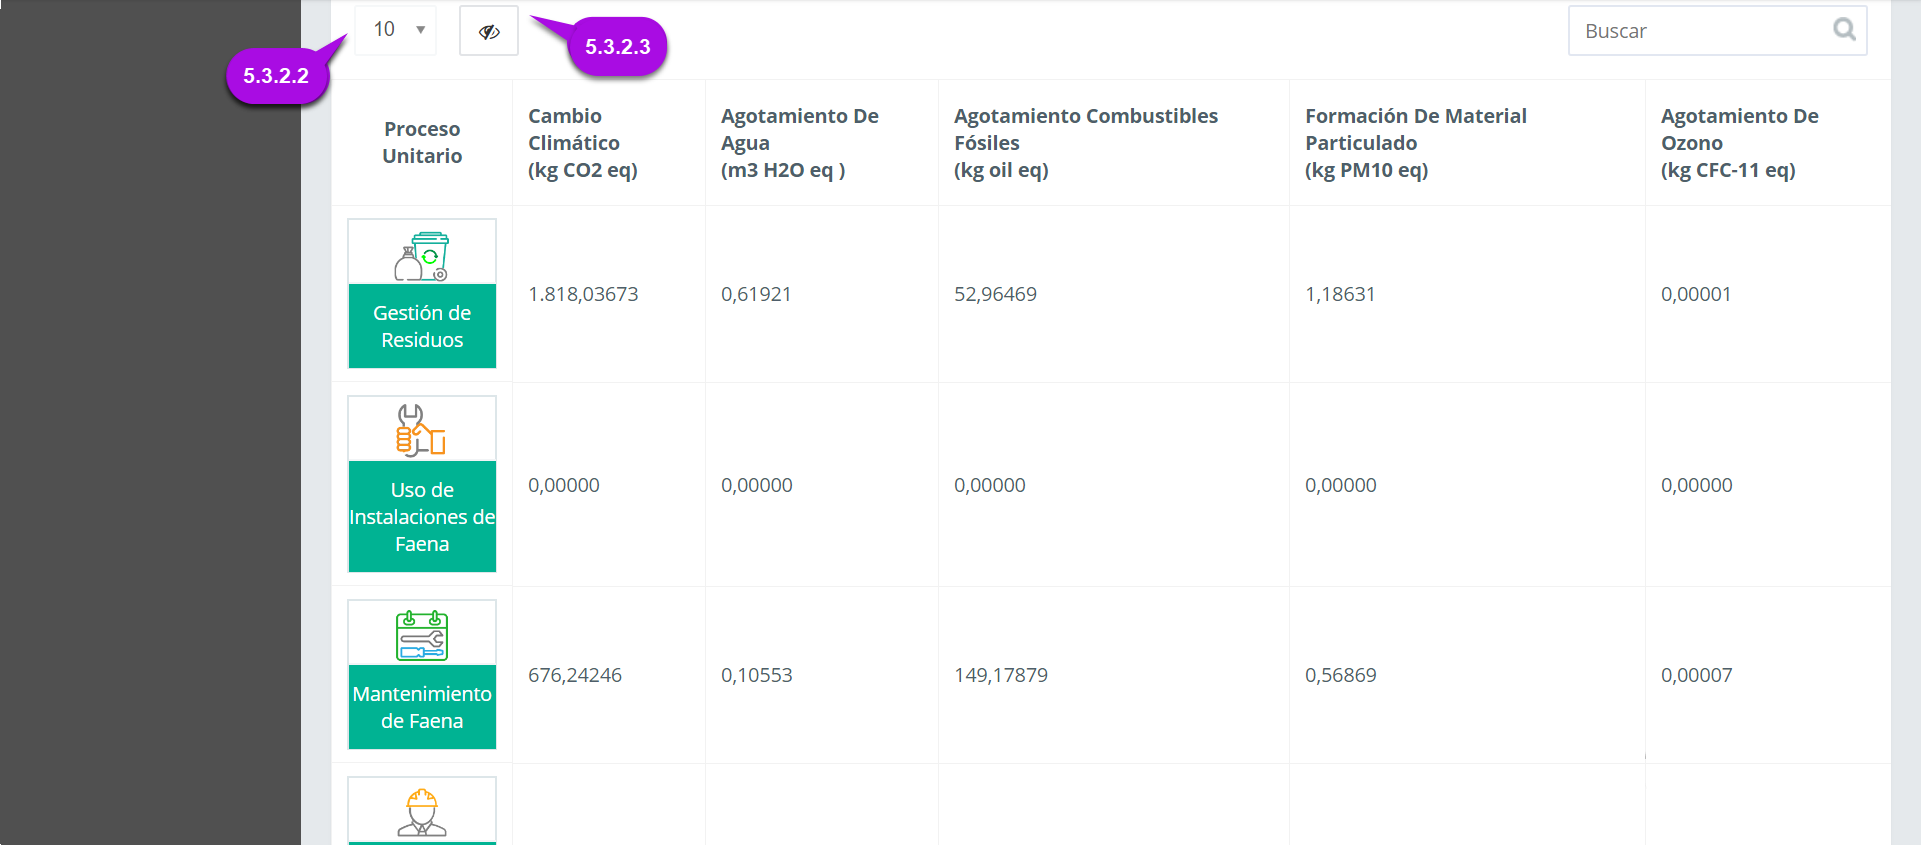 10
5.3.2.3
Buscar
5.3.2.2
Proceso
Unitario
Cambio
Climático
(kg CO2 eq)
Agotamiento De
Agua
(m3 H2O eq )
Agotamiento Combustibles
Fósiles
(kg oil eq)
Formación De Material
Particulado
(kg PM10 eq)
Agotamiento De
Ozono
(kg CFC-11 eq)
Gestión de
Residuos
1.818,03673
0,61921
52,96469
1,18631
0,00001
Uso de
Instalaciones de
Faena
0,00000
0,00000
0,00000
0,00000
0,00000
Mantenimiento
de Faena
676,24246
0,10553
149,17879
0,56869
0,00007